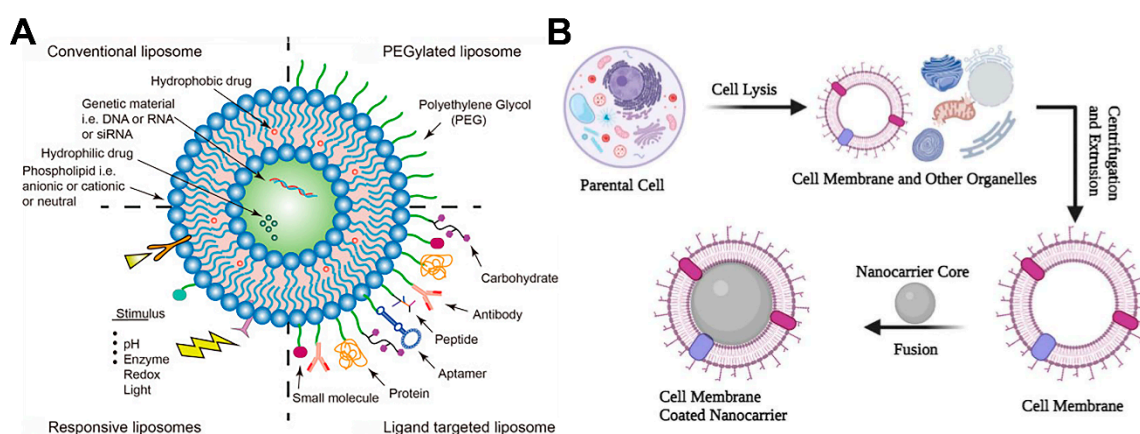 A
Conventional liposome
PEGylated liposome
Hydrophobic drug
Genetic material
i.e. DNA or RNA
or siRNA
Hydrophilic drug
Phospholipid i.e.
anionic or cationic
or neutral
Polyethylene Glycol
(PEG)
Carbohydrate
Antibody
Peptide
Aptamer
Protein
Small molecule
Stimulus
pH
Enzyme
Redox
Light
Responsive liposomes
Ligand targeted liposome
B
Parental Cell
Cell Lysis
Cell Membrane and Other Organelles
Centrifugation
and Extrusion
Cell Membrane
Nanocarrier Core
Fusion
Cell Membrane
Coated Nanocarrier